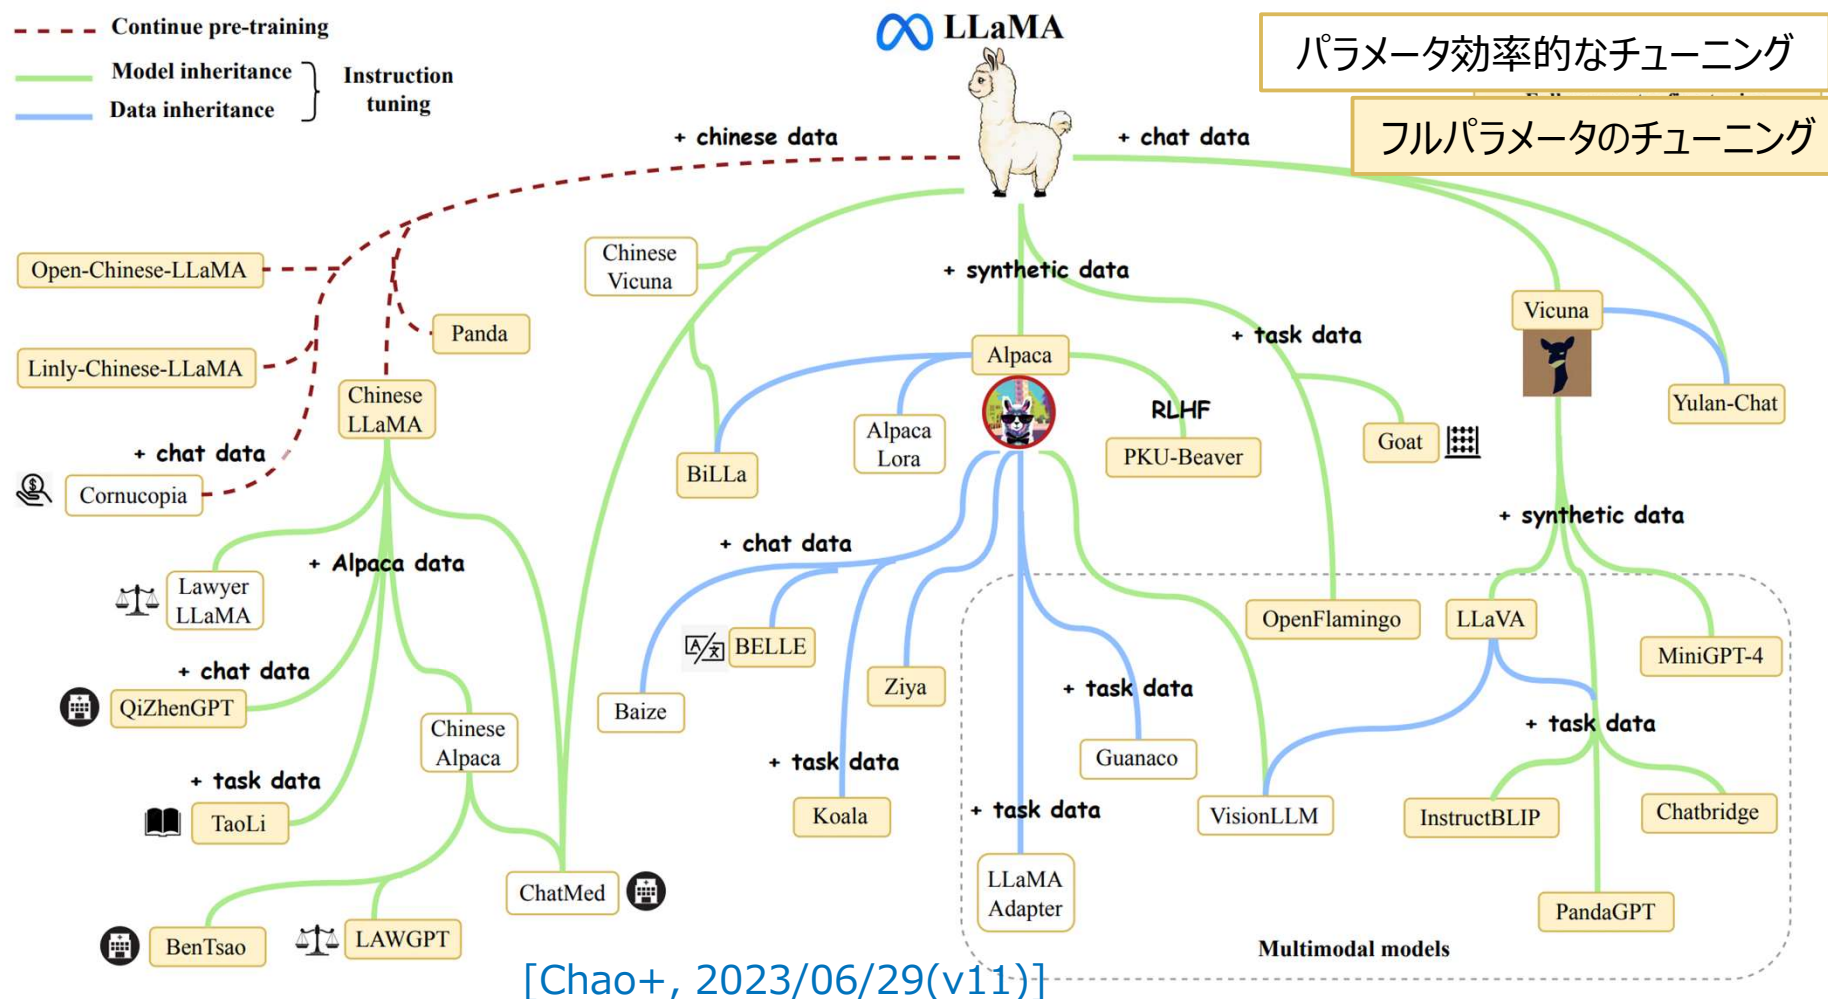 Continue pre-training
Model inheritance
Data inheritance
Instruction
tuning
LLaMA
パラメータ効率的なチューニング
フルパラメータのチューニング
+ chinese data
+ chat data
Open-Chinese-LLaMA
Linly-Chinese-LLaMA
Panda
Chinese
LLaMA
+ chat data
Cornucopia
Chinese
Vicuna
+ synthetic data
Alpaca
+ task data
Vicuna
Yulan-Chat
BiLLa
Alpaca
Lora
RLHF
PKU-Beaver
Goat
+ Alpaca data
Lawyer
LLaMA
+ chat data
QiZhenGPT
+ task data
TaoLi
Chinese
Alpaca
BenTsao
LAWGPT
ChatMed
+ chat data
BELLE
Baize
Ziya
+ task data
Koala
+ task data
Guanaco
+ task data
LLaMA
Adapter
VisionLLM
OpenFlamingo
+ synthetic data
LLaVA
MiniGPT-4
+ task data
InstructBLIP
Chatbridge
PandaGPT
Multimodal models
[Chao+, 2023/06/29(v11)]